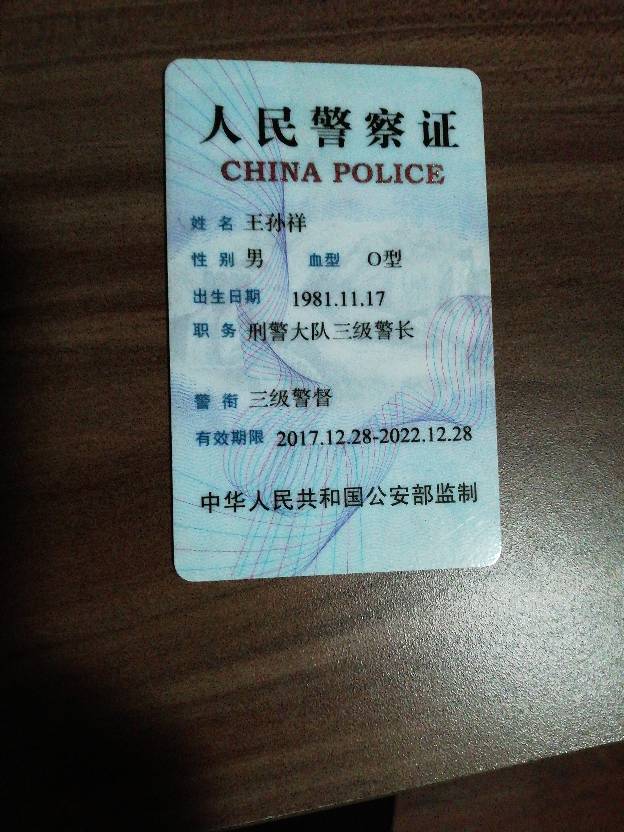 人民警察证
CHINA POLICE
姓 名 王孙祥
性 别 男 血型 O型
出生日期 1981.11.17
职 务 刑警大队三级警长
警 衔 三级警督
有效期限 2017.12.28-2022.12.28
中华人民共和国公安部监制